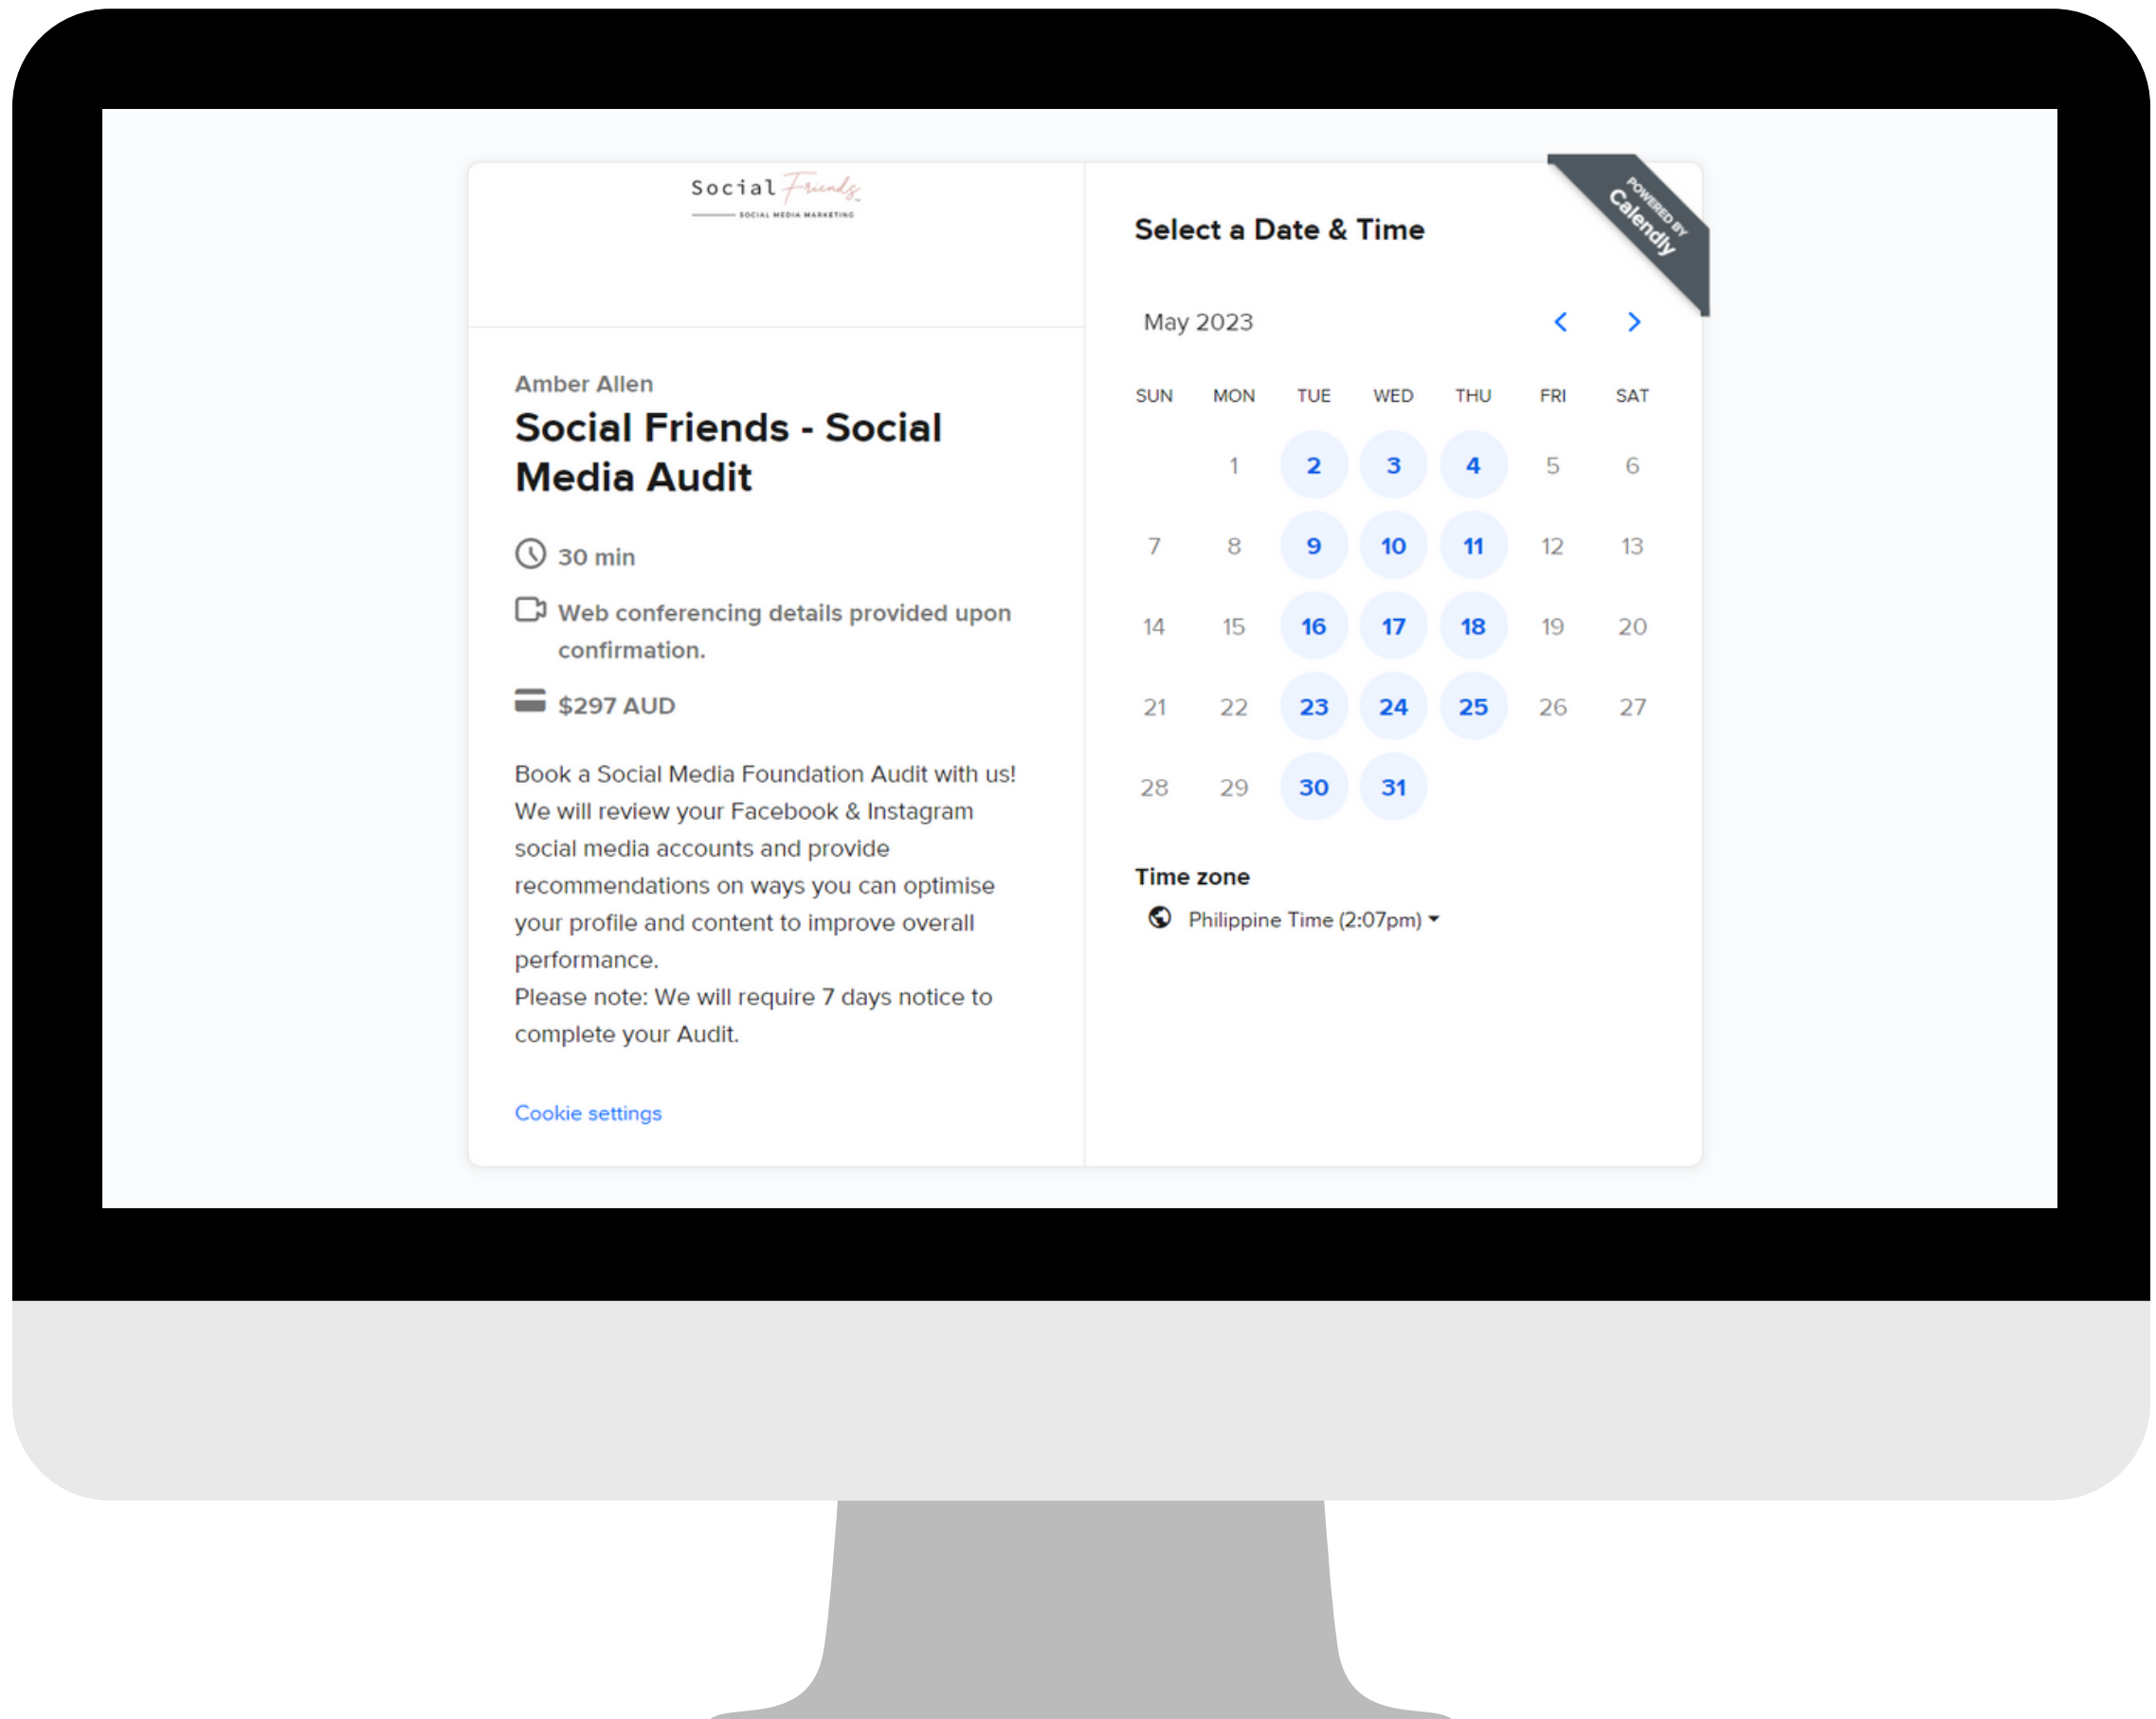 Social Friends
SOCIAL MEDIA MARKETING
Amber Allen
Social Friends - Social
Media Audit
30 min
Web conferencing details provided upon
confirmation.
$297 AUD
Book a Social Media Foundation Audit with us!
We will review your Facebook & Instagram
social media accounts and provide
recommendations on ways you can optimise
your profile and content to improve overall
performance.
Please note: We will require 7 days notice to
complete your Audit.
Cookie settings
POWERED BY
Calendly
Select a Date & Time
May 2023
SUN MON TUE WED THU FRI SAT
1 2 3 4 5 6
7 8 9 10 11 12 13
14 15 16 17 18 19 20
21 22 23 24 25 26 27
28 29 30 31
Time zone
Philippine Time (2:07pm)